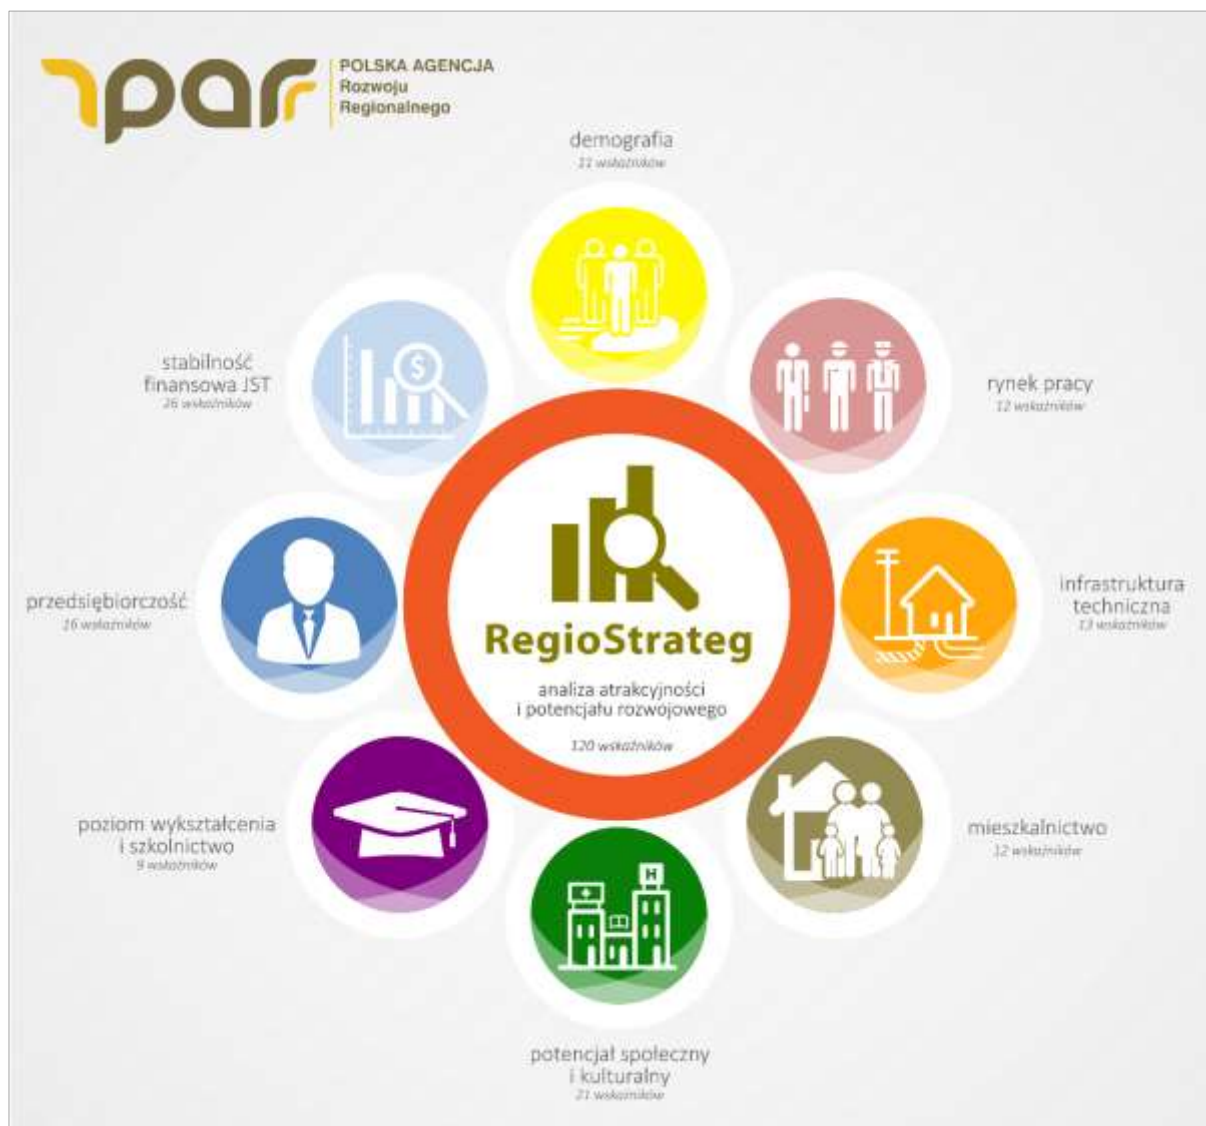 parr
POLSKA AGENCJA
Rozwoju
Regionalnego
demografia
11 wskaźników
rynek pracy
12 wskaźników
infrastruktura
techniczna
13 wskaźników
mieszkalnictwo
12 wskaźników
potencjał społeczny
i kulturalny
21 wskaźników
poziom wykształcenia
i szkolnictwo
9 wskaźników
przedsiębiorczość
16 wskaźników
stabilność
finansowa JST
26 wskaźników
$
H
RegioStrateg
analiza atrakcyjności
i potencjału rozwojowego
120 wskaźników